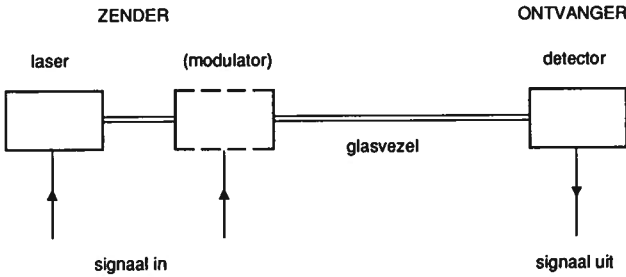 ZENDER
ONTVANGER
laser
(modulator)
detector
glasvezel
signaal in
signaal uit